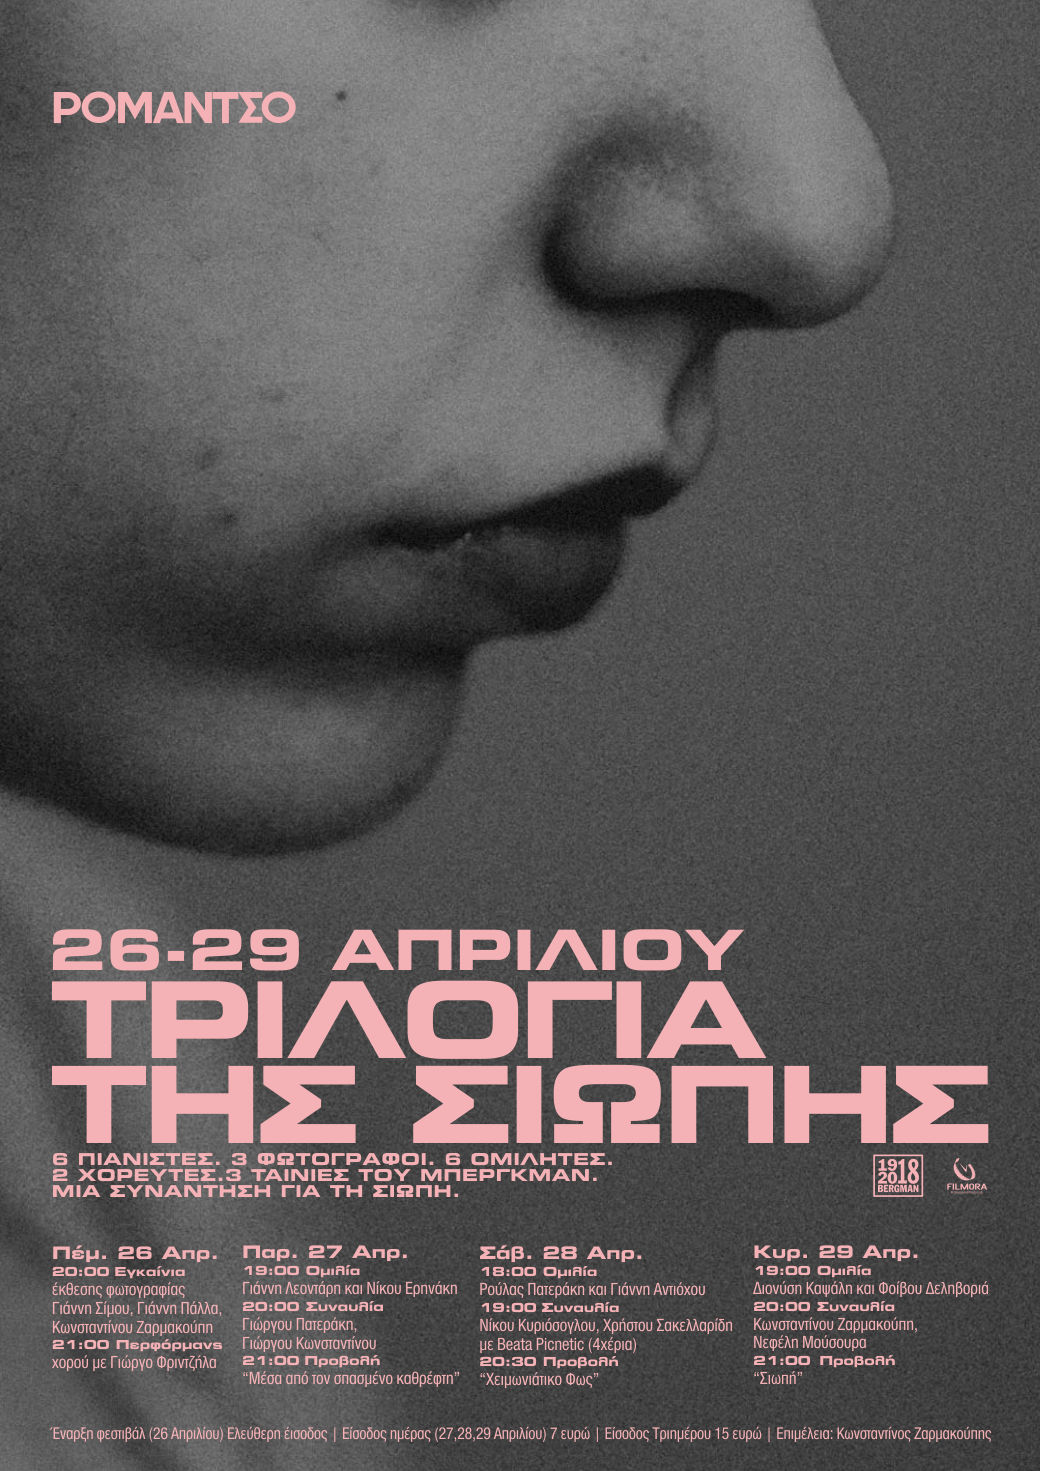 ΡΟΜΑΝΤΣΟ
26-29 ΑΠΡΙΛΙΟΥ
ΤΡΙΛΟΓΙΑ
ΤΗΣ ΣΙΩΠΗΣ
6 ΠΙΑΝΙΣΤΕΣ. 3 ΦΩΤΟΓΡΑΦΟΙ. 6 ΟΜΙΛΗΤΕΣ.
2 ΧΟΡΕΥΤΕΣ.3 ΤΑΙΝΙΕΣ ΤΟΥ ΜΠΕΡΓΚΜΑΝ.
ΜΙΑ ΣΥΝΑΝΤΗΣΗ ΓΙΑ ΤΗ ΣΙΩΠΗ.
19 18
20
BERGMAN
FILMORA
Πέμ. 26 Απρ.
20:00 Εγκαίνια
έκθεσης φωτογραφίας
Γιάννη Σίμου, Γιάννη Πάλλα,
Κωνσταντίνου Ζαρμακούπη
21:00 Περφόρμανς
χορού με Γιώργο Φριντζήλα
Παρ. 27 Απρ.
19:00 Ομιλία
Γιάννη Λεοντάρη και Νίκου Ερηνάκη
20:00 Συναυλία
Γιώργου Πατεράκη,
Γιώργου Κωνσταντίνου
21:00 Προβολή
“Μέσα από τον σπασμένο καθρέφτη”
Σάβ. 28 Απρ.
18:00 Ομιλία
Ρούλας Πατεράκη και Γιάννη Αντιόχου
19:00 Συναυλία
Νίκου Κυριόσογλου, Χρήστου Σακελλαρίδη
με Beata Picnetic (4χέρια)
20:30 Προβολή
“Χειμωνιάτικο Φως”
Κυρ. 29 Απρ.
19:00 Ομιλία
Διονύση Καψάλη και Φοίβου Δεληβοριά
20:00 Συναυλία
Κωνσταντίνου Ζαρμακούπη,
Νεφέλη Μούσουρα
21:00 Προβολή
“Σιωπή”
Έναρξη φεστιβάλ (26 Απριλίου) Ελεύθερη έισοδος | Είσοδος ημέρας (27,28,29 Απριλίου) 7 ευρώ | Είσοδος Τριημέρου 15 ευρώ | Επιμέλεια: Κωνσταντίνος Ζαρμακούπης